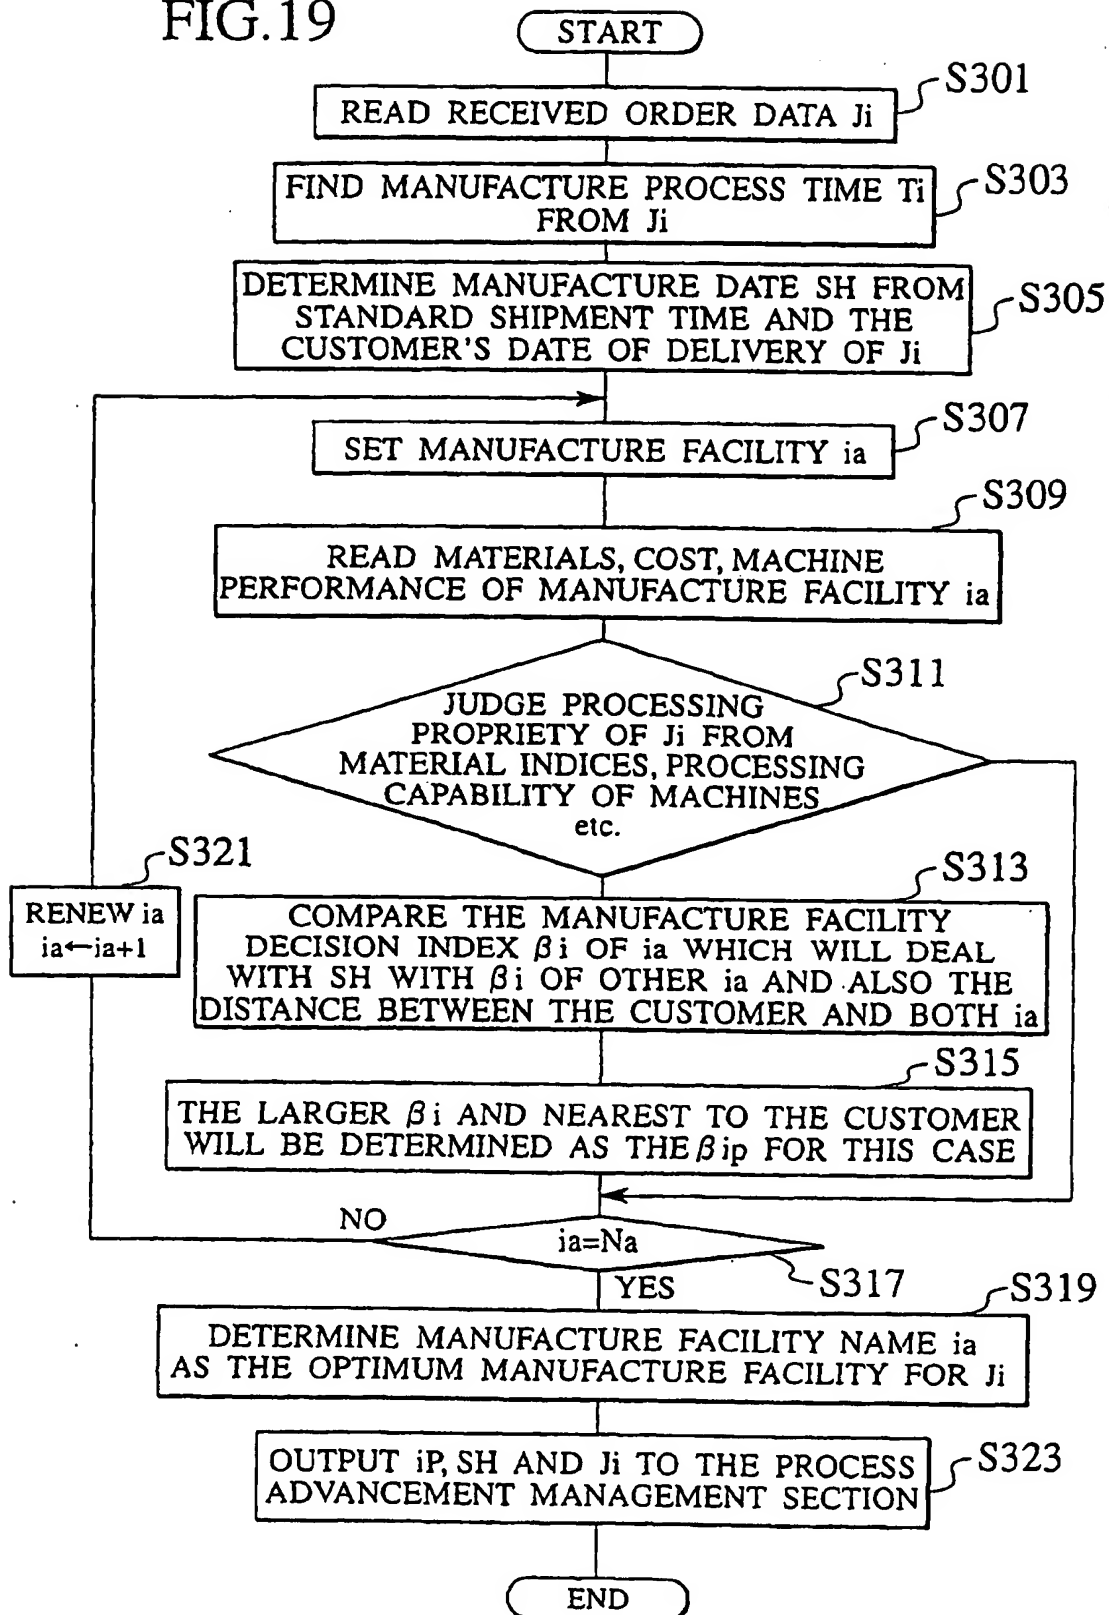 FIG.19
START
S301
READ RECEIVED ORDER DATA Ji
S303
FIND MANUFACTURE PROCESS TIME Ti
FROM Ji
S305
DETERMINE MANUFACTURE DATE SH FROM
STANDARD SHIPMENT TIME AND THE
CUSTOMER'S DATE OF DELIVERY OF Ji
S307
SET MANUFACTURE FACILITY ia
S309
READ MATERIALS, COST, MACHINE
PERFORMANCE OF MANUFACTURE FACILITY ia
S311
JUDGE PROCESSING
PROPRIETY OF Ji FROM
MATERIAL INDICES, PROCESSING
CAPABILITY OF MACHINES
etc.
S321
RENEW ia
ia←ia+1
S313
COMPARE THE MANUFACTURE FACILITY
DECISION INDEX βi OF ia WHICH WILL DEAL
WITH SH WITH βi OF OTHER ia AND ALSO THE
DISTANCE BETWEEN THE CUSTOMER AND BOTH ia
S315
THE LARGER βi AND NEAREST TO THE CUSTOMER
WILL BE DETERMINED AS THE βip FOR THIS CASE
NO
ia=Na
YES
S317
S319
DETERMINE MANUFACTURE FACILITY NAME ia
AS THE OPTIMUM MANUFACTURE FACILITY FOR Ji
S323
OUTPUT iP, SH AND Ji TO THE PROCESS
ADVANCEMENT MANAGEMENT SECTION
END